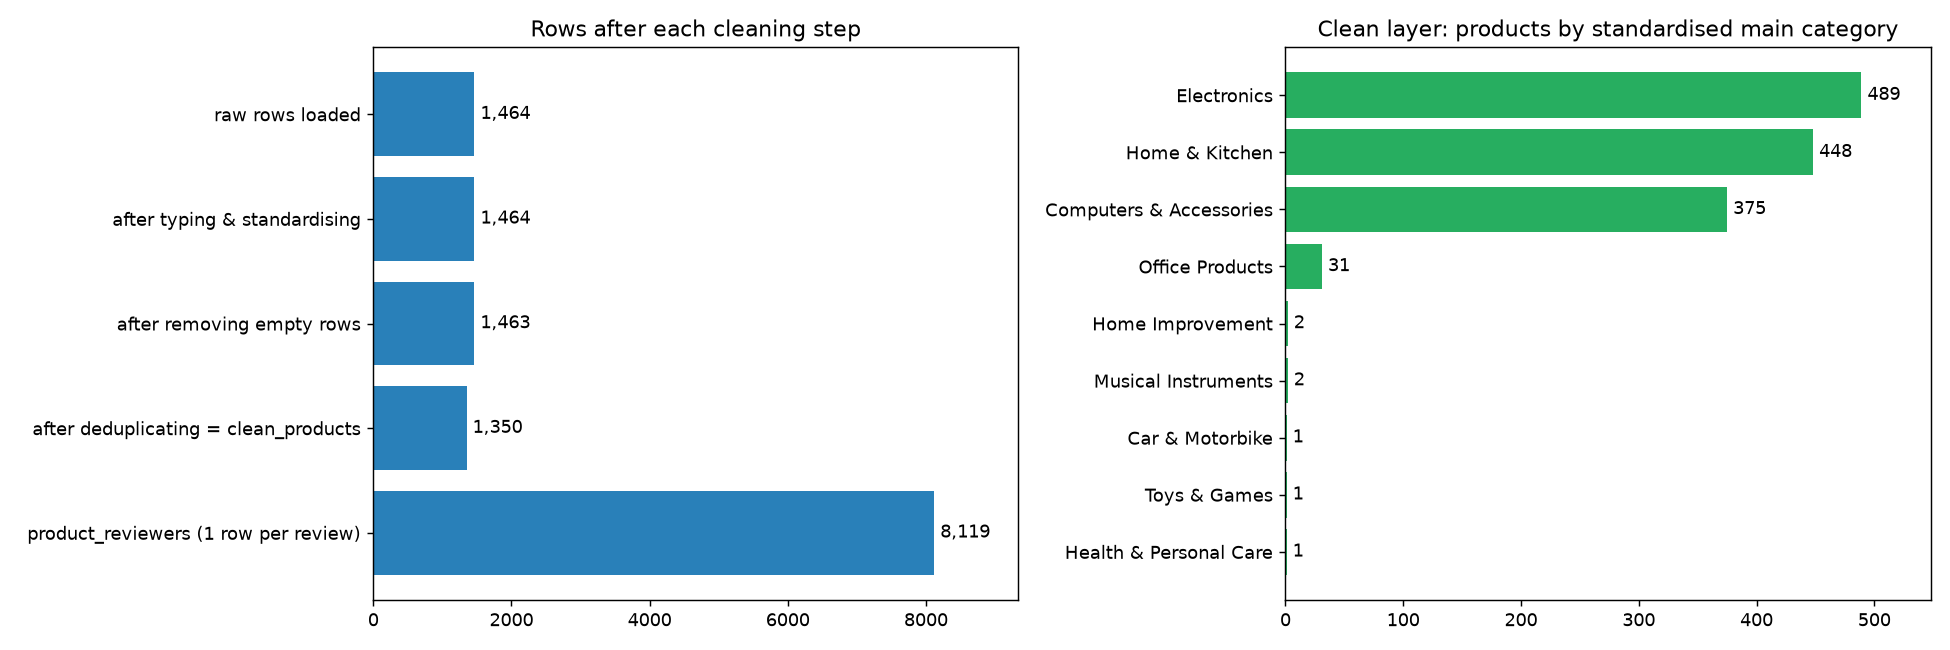 Rows after each cleaning step
raw rows loaded
1,464
after typing & standardising
1,464
after removing empty rows
1,463
after deduplicating = clean_products
1,350
product_reviewers (1 row per review)
8,119
0 2000 4000 6000 8000
Clean layer: products by standardised main category
Electronics
489
Home & Kitchen
448
Computers & Accessories
375
Office Products
31
Home Improvement
2
Musical Instruments
2
Car & Motorbike
1
Toys & Games
1
Health & Personal Care
1
0 100 200 300 400 500